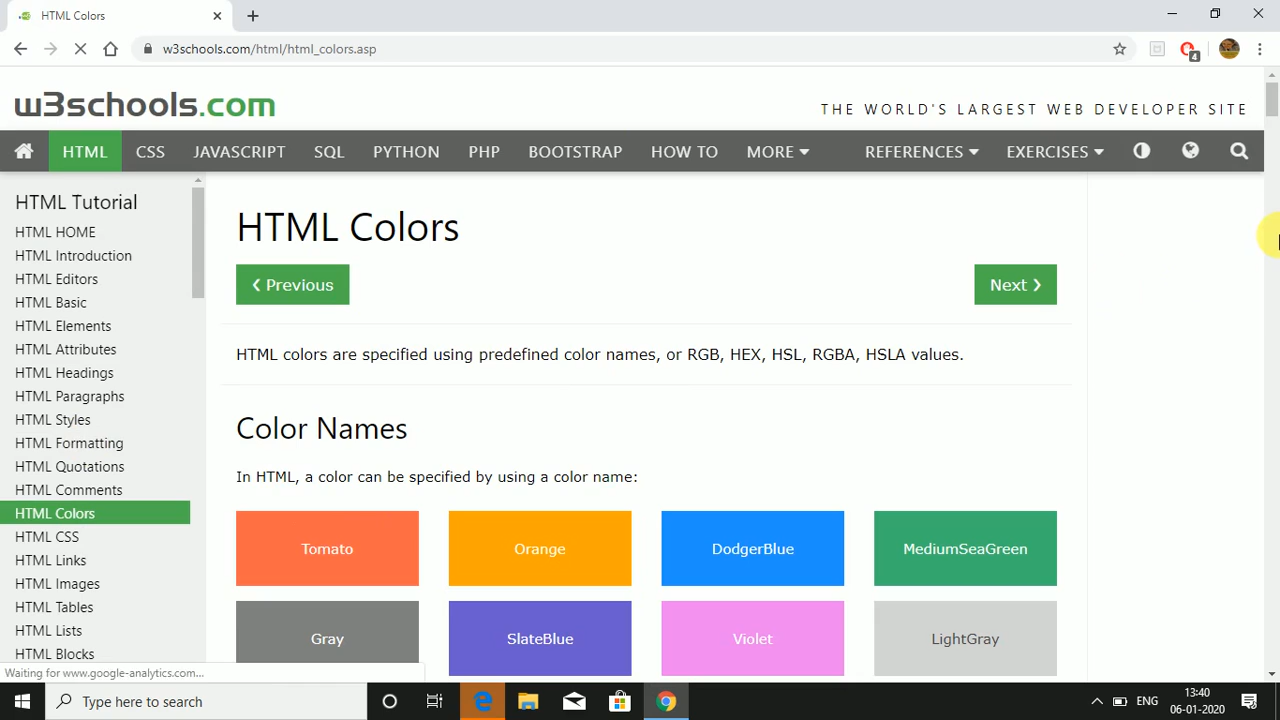 HTML Colors
w3schools.com/html/html_colors.asp
4
w3schools.com
THE WORLD'S LARGEST WEB DEVELOPER SITE
HTML CSS JAVASCRIPT SQL PYTHON PHP BOOTSTRAP HOW TO MORE REFERENCES EXERCISES
HTML Tutorial
HTML HOME
HTML Introduction
HTML Editors
HTML Basic
HTML Elements
HTML Attributes
HTML Headings
HTML Paragraphs
HTML Styles
HTML Formatting
HTML Quotations
HTML Comments
HTML Colors
HTML CSS
HTML Links
HTML Images
HTML Tables
HTML Lists
HTML Blocks
HTML Colors
❮ Previous
Next ❯
HTML colors are specified using predefined color names, or RGB, HEX, HSL, RGBA, HSLA values.
Color Names
In HTML, a color can be specified by using a color name:
Tomato Orange DodgerBlue MediumSeaGreen
Gray SlateBlue Violet LightGray
Waiting for www.google-analytics.com...
Type here to search
ENG
13:40
06-01-2020